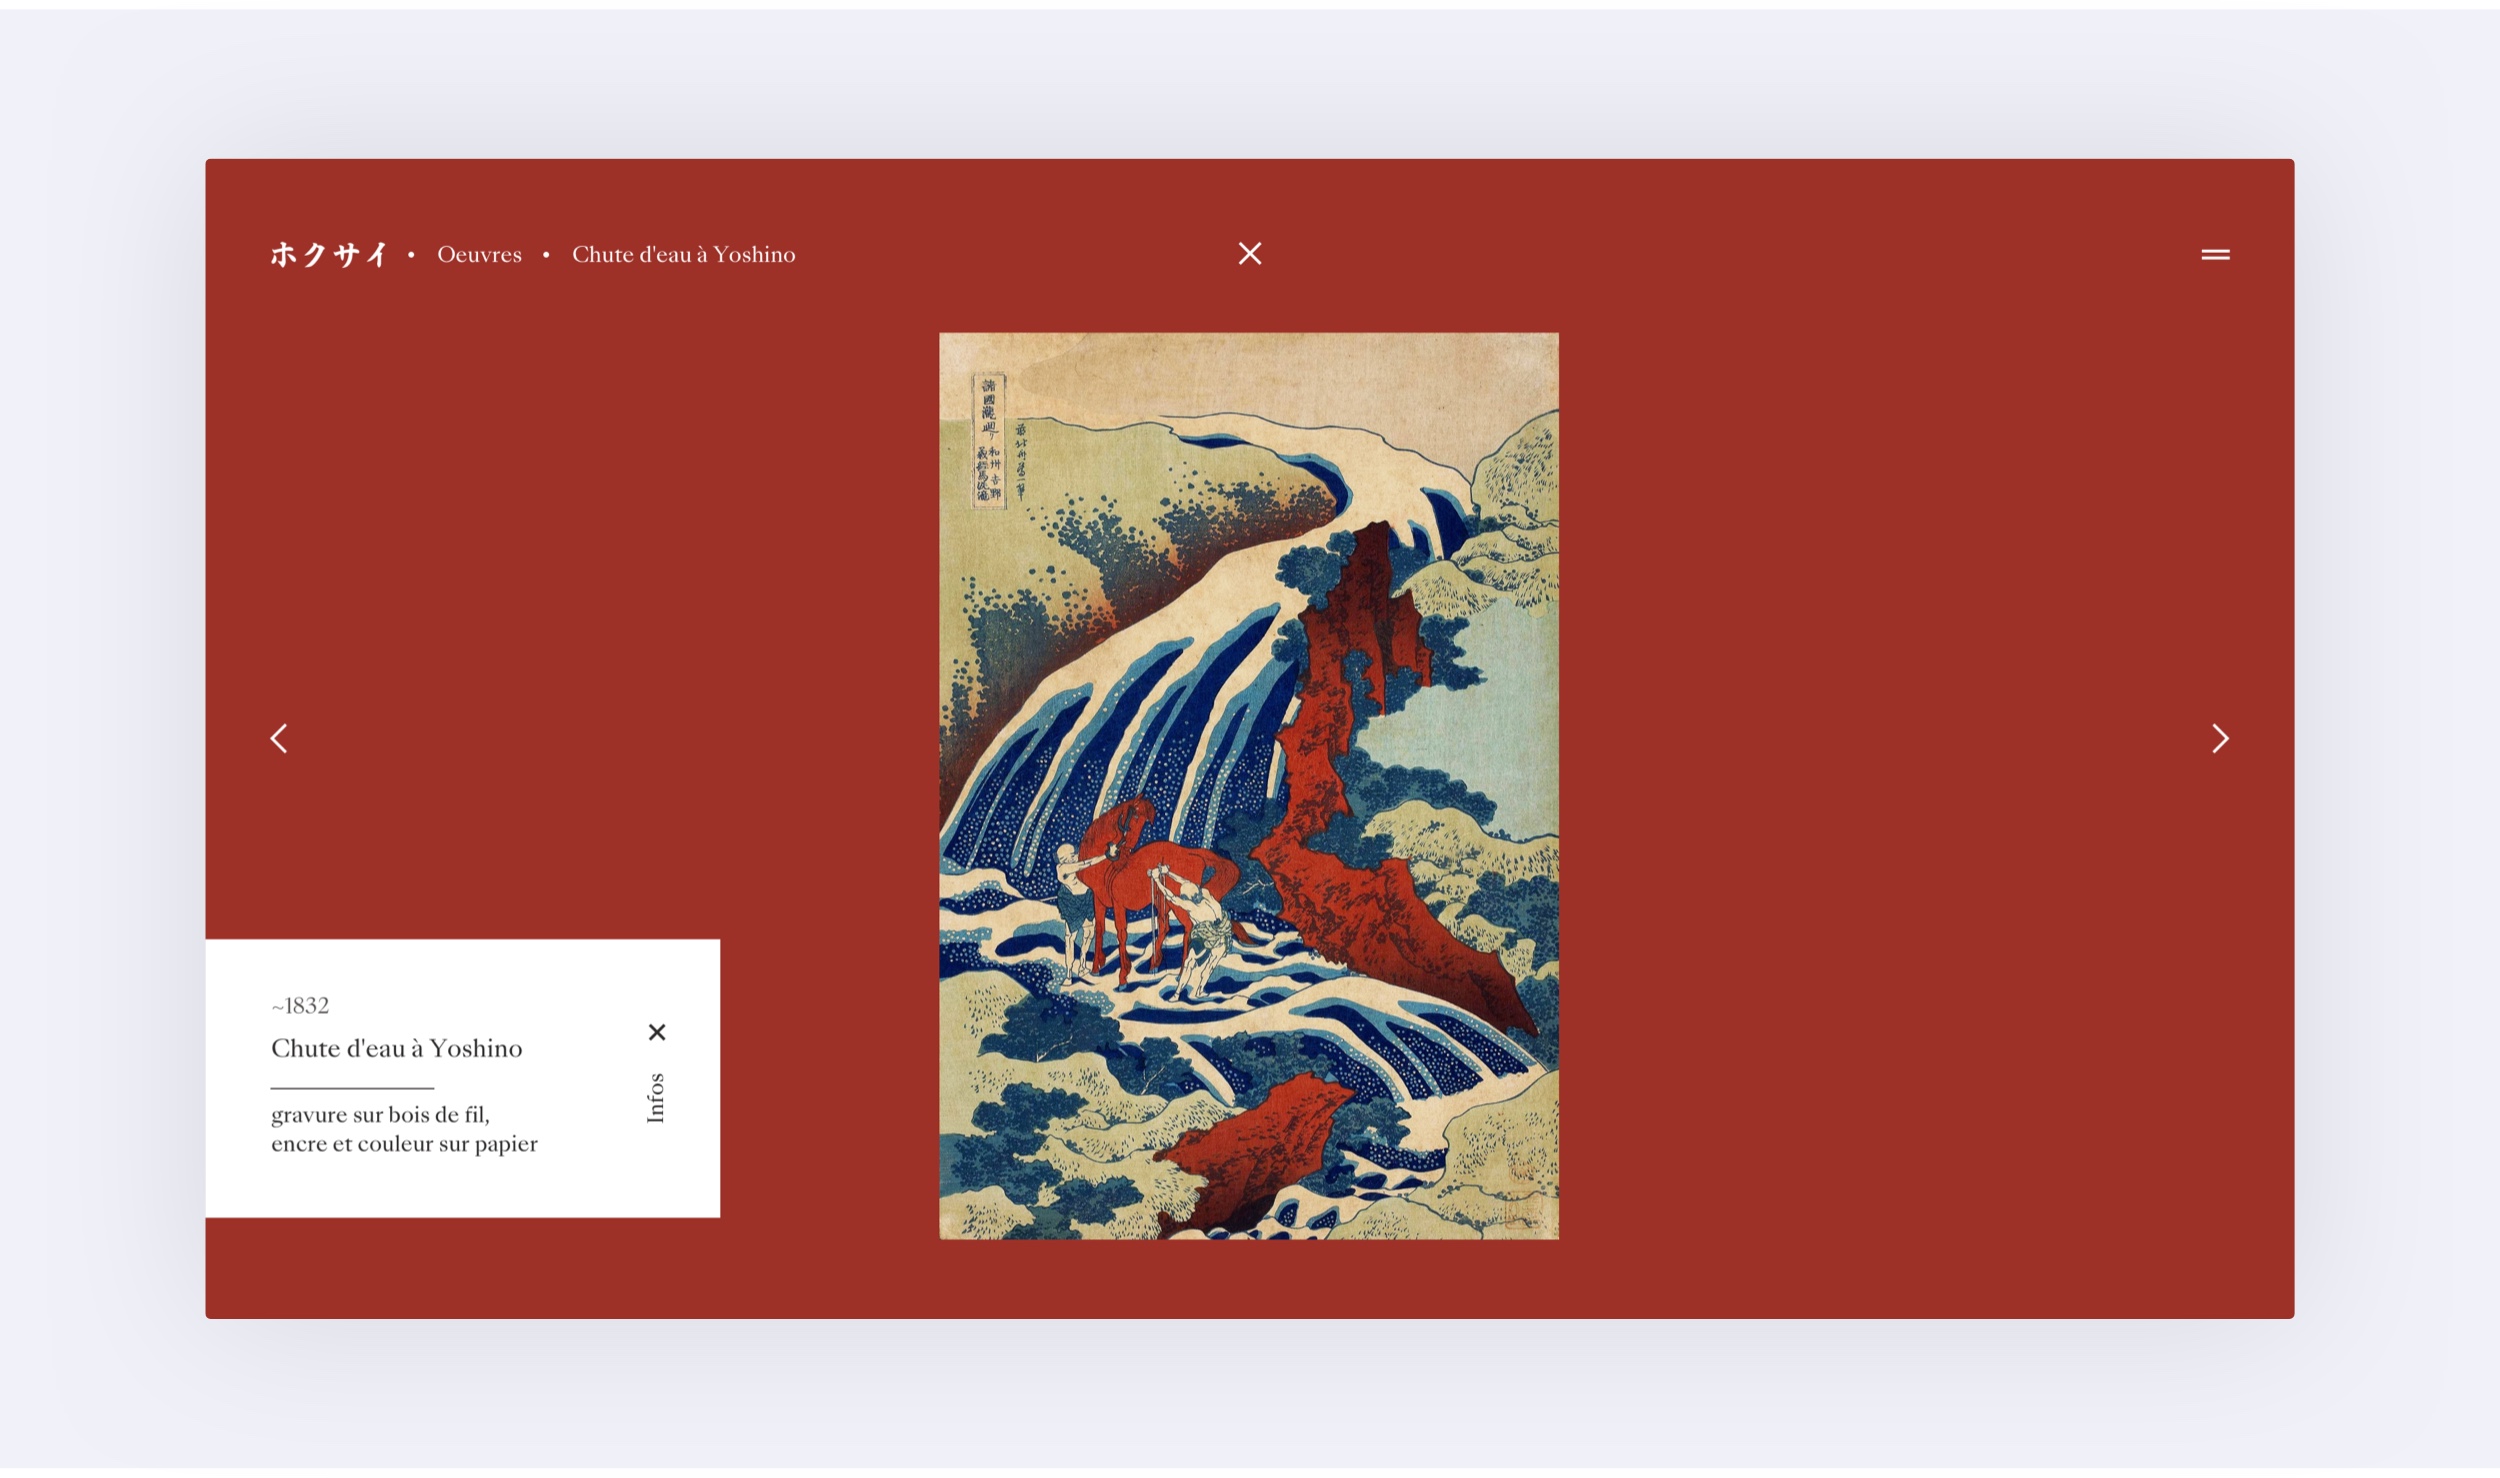 ホクサイ • Oeuvres • Chute d'eau à Yoshino
諸國瀧廻り
和州吉野
義経馬洗滝
前北斎為一筆
~1832
Chute d'eau à Yoshino
gravure sur bois de fil,
encre et couleur sur papier
Infos